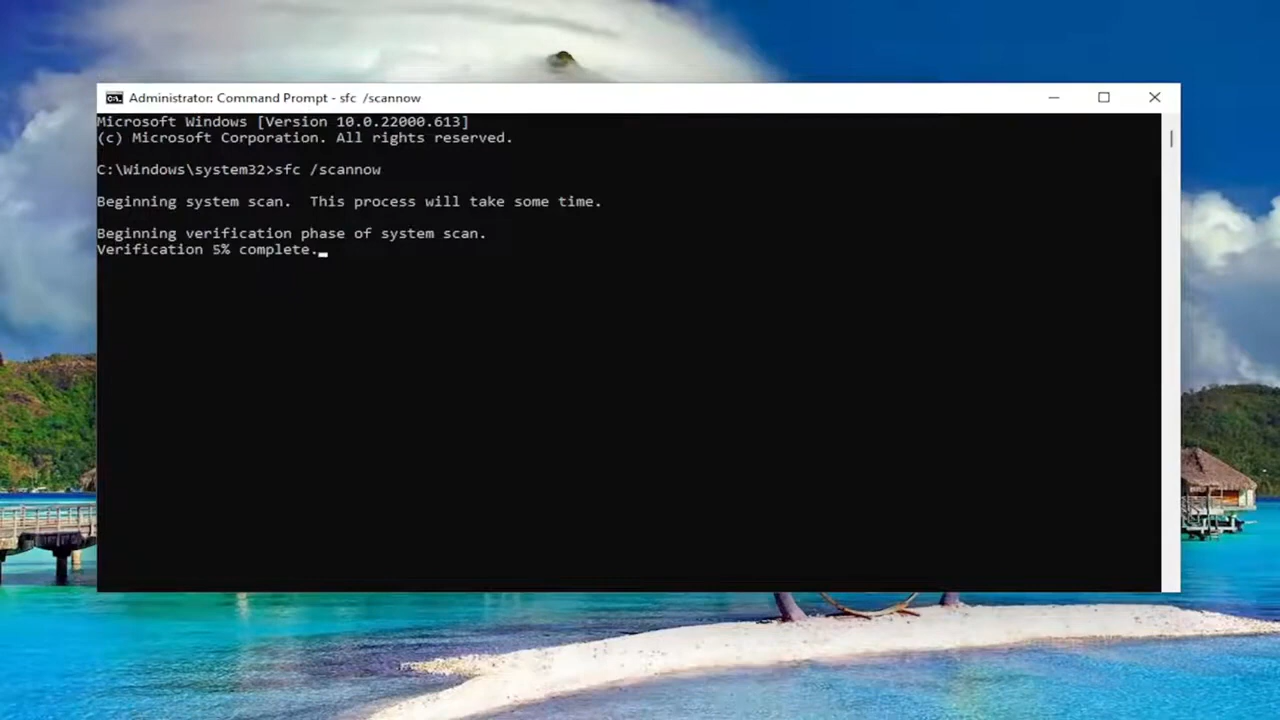 Administrator: Command Prompt - sfc  /scannow
Microsoft Windows [Version 10.0.22000.613]
(c) Microsoft Corporation. All rights reserved.
C:\Windows\system32>sfc /scannow
Beginning system scan.  This process will take some time.
Beginning verification phase of system scan.
Verification 5% complete.